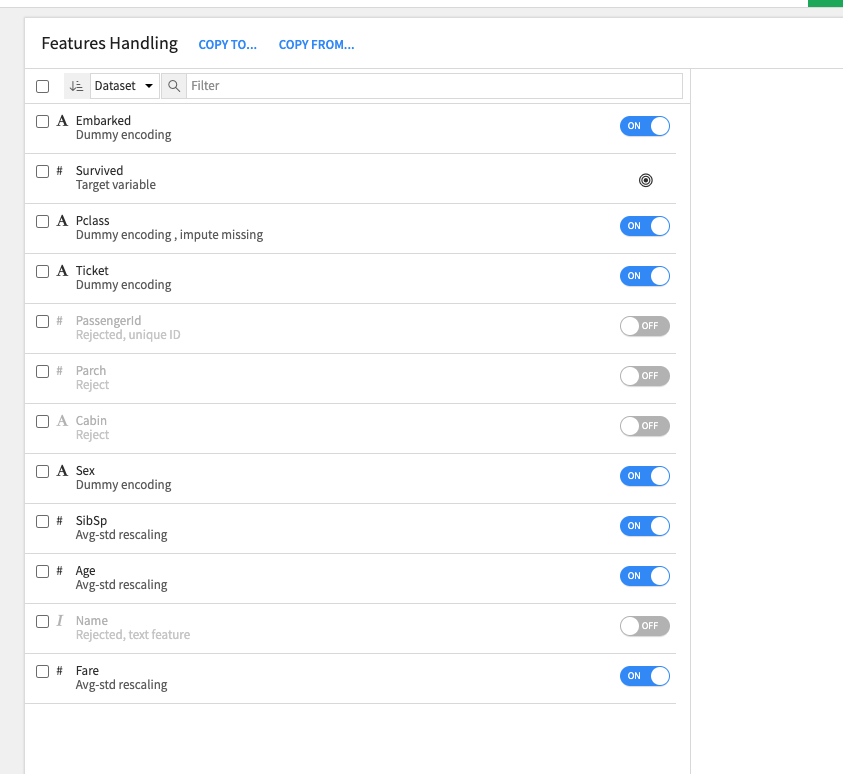 Features Handling COPY TO... COPY FROM...
Dataset Filter
A Embarked ON
Dummy encoding
# Survived
Target variable
A Pclass ON
Dummy encoding , impute missing
A Ticket ON
Dummy encoding
# PassengerId OFF
Rejected, unique ID
# Parch OFF
Reject
A Cabin OFF
Reject
A Sex ON
Dummy encoding
# SibSp ON
Avg-std rescaling
# Age ON
Avg-std rescaling
I Name OFF
Rejected, text feature
# Fare ON
Avg-std rescaling